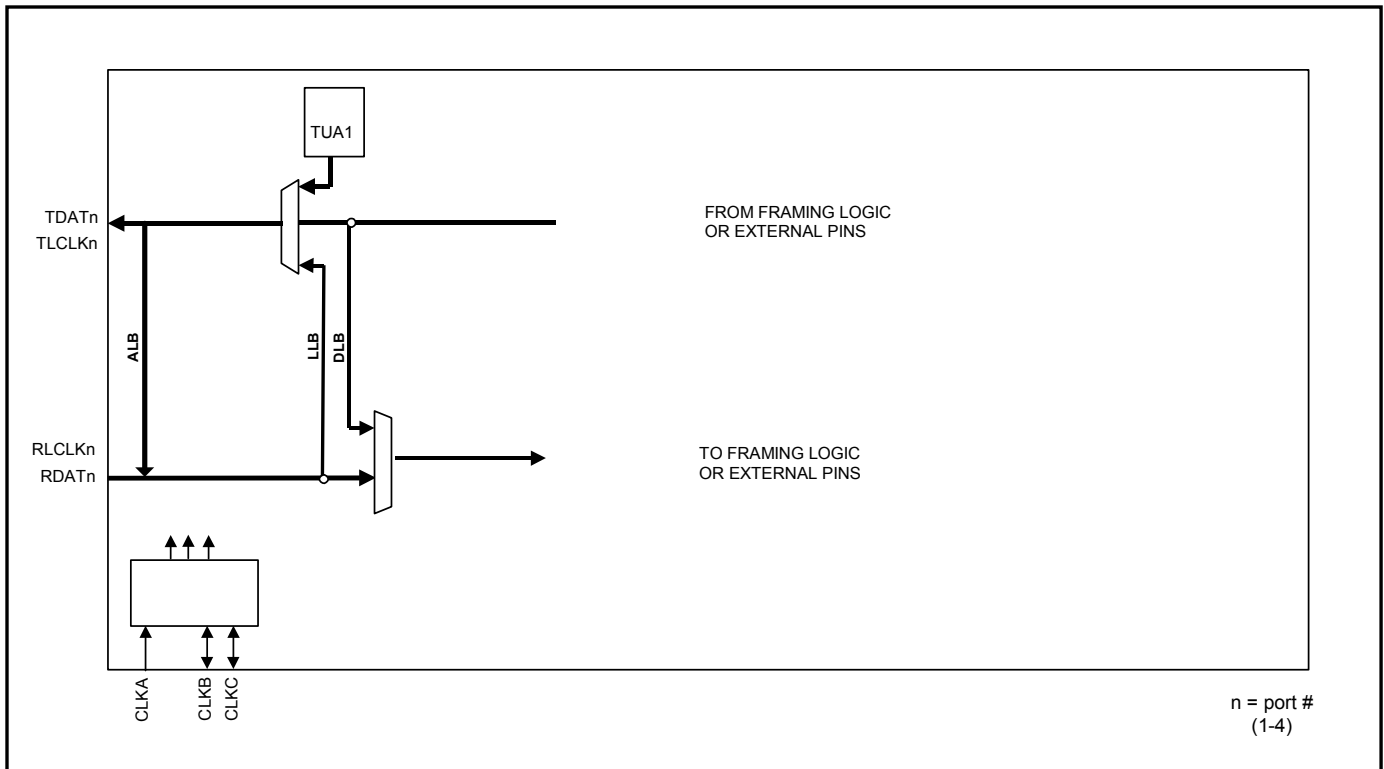 TUA1
TDATn
TLCLKn
FROM FRAMING LOGIC
OR EXTERNAL PINS
ALB
LLB
DLB
RLCLKn
RDATn
TO FRAMING LOGIC
OR EXTERNAL PINS
CLKA
CLKB
CLKC
n = port #
(1-4)